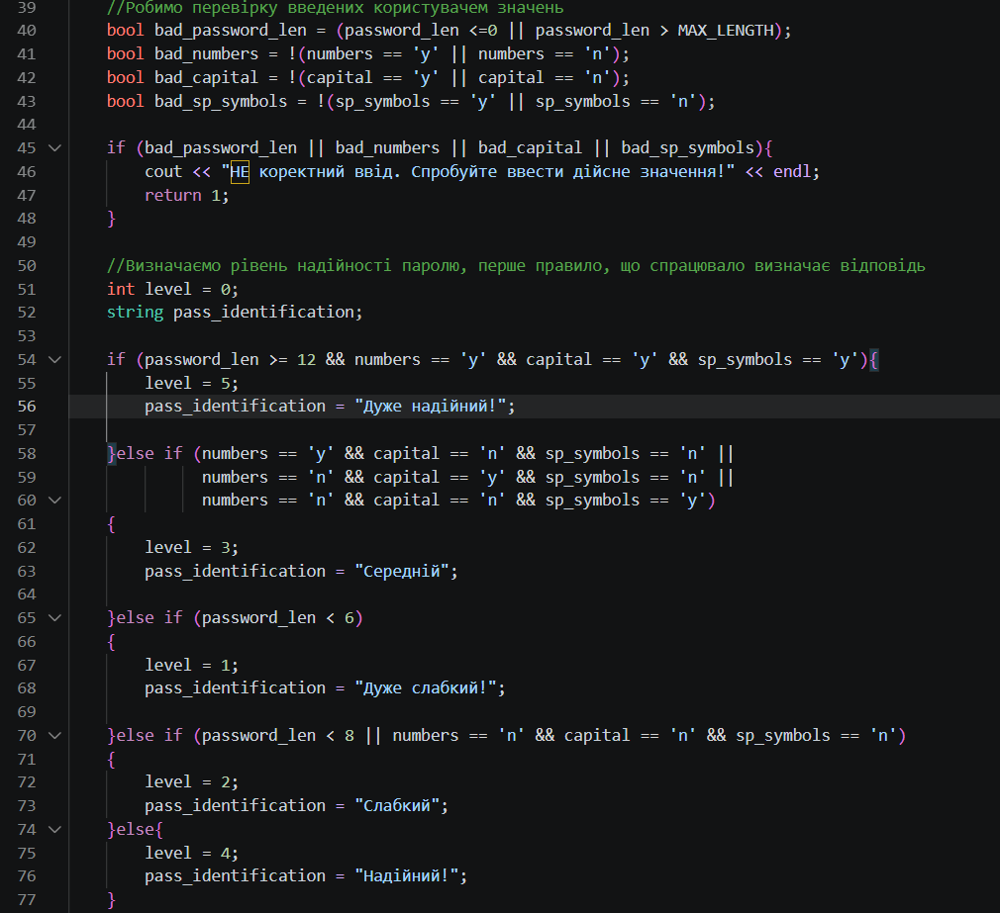 39 //Робимо перевірку введених користувачем значень
40 bool bad_password_len = (password_len <=0 || password_len > MAX_LENGTH);
41 bool bad_numbers = !(numbers == 'y' || numbers == 'n');
42 bool bad_capital = !(capital == 'y' || capital == 'n');
43 bool bad_sp_symbols = !(sp_symbols == 'y' || sp_symbols == 'n');
44
45 if (bad_password_len || bad_numbers || bad_capital || bad_sp_symbols){
46 cout << "НЕ коректний ввід. Спробуйте ввести дійсне значення!" << endl;
47 return 1;
48 }
49
50 //Визначаємо рівень надійності паролю, перше правило, що спрацювало визначає відповідь
51 int level = 0;
52 string pass_identification;
53
54 if (password_len >= 12 && numbers == 'y' && capital == 'y' && sp_symbols == 'y'){
55 level = 5;
56 pass_identification = "Дуже надійний!";
57
58 }else if (numbers == 'y' && capital == 'n' && sp_symbols == 'n' ||
59 numbers == 'n' && capital == 'y' && sp_symbols == 'n' ||
60 numbers == 'n' && capital == 'n' && sp_symbols == 'y')
61 {
62 level = 3;
63 pass_identification = "Середній";
64
65 }else if (password_len < 6)
66 {
67 level = 1;
68 pass_identification = "Дуже слабкий!";
69
70 }else if (password_len < 8 || numbers == 'n' && capital == 'n' && sp_symbols == 'n')
71 {
72 level = 2;
73 pass_identification = "Слабкий";
74 }else{
75 level = 4;
76 pass_identification = "Надійний!";
77 }